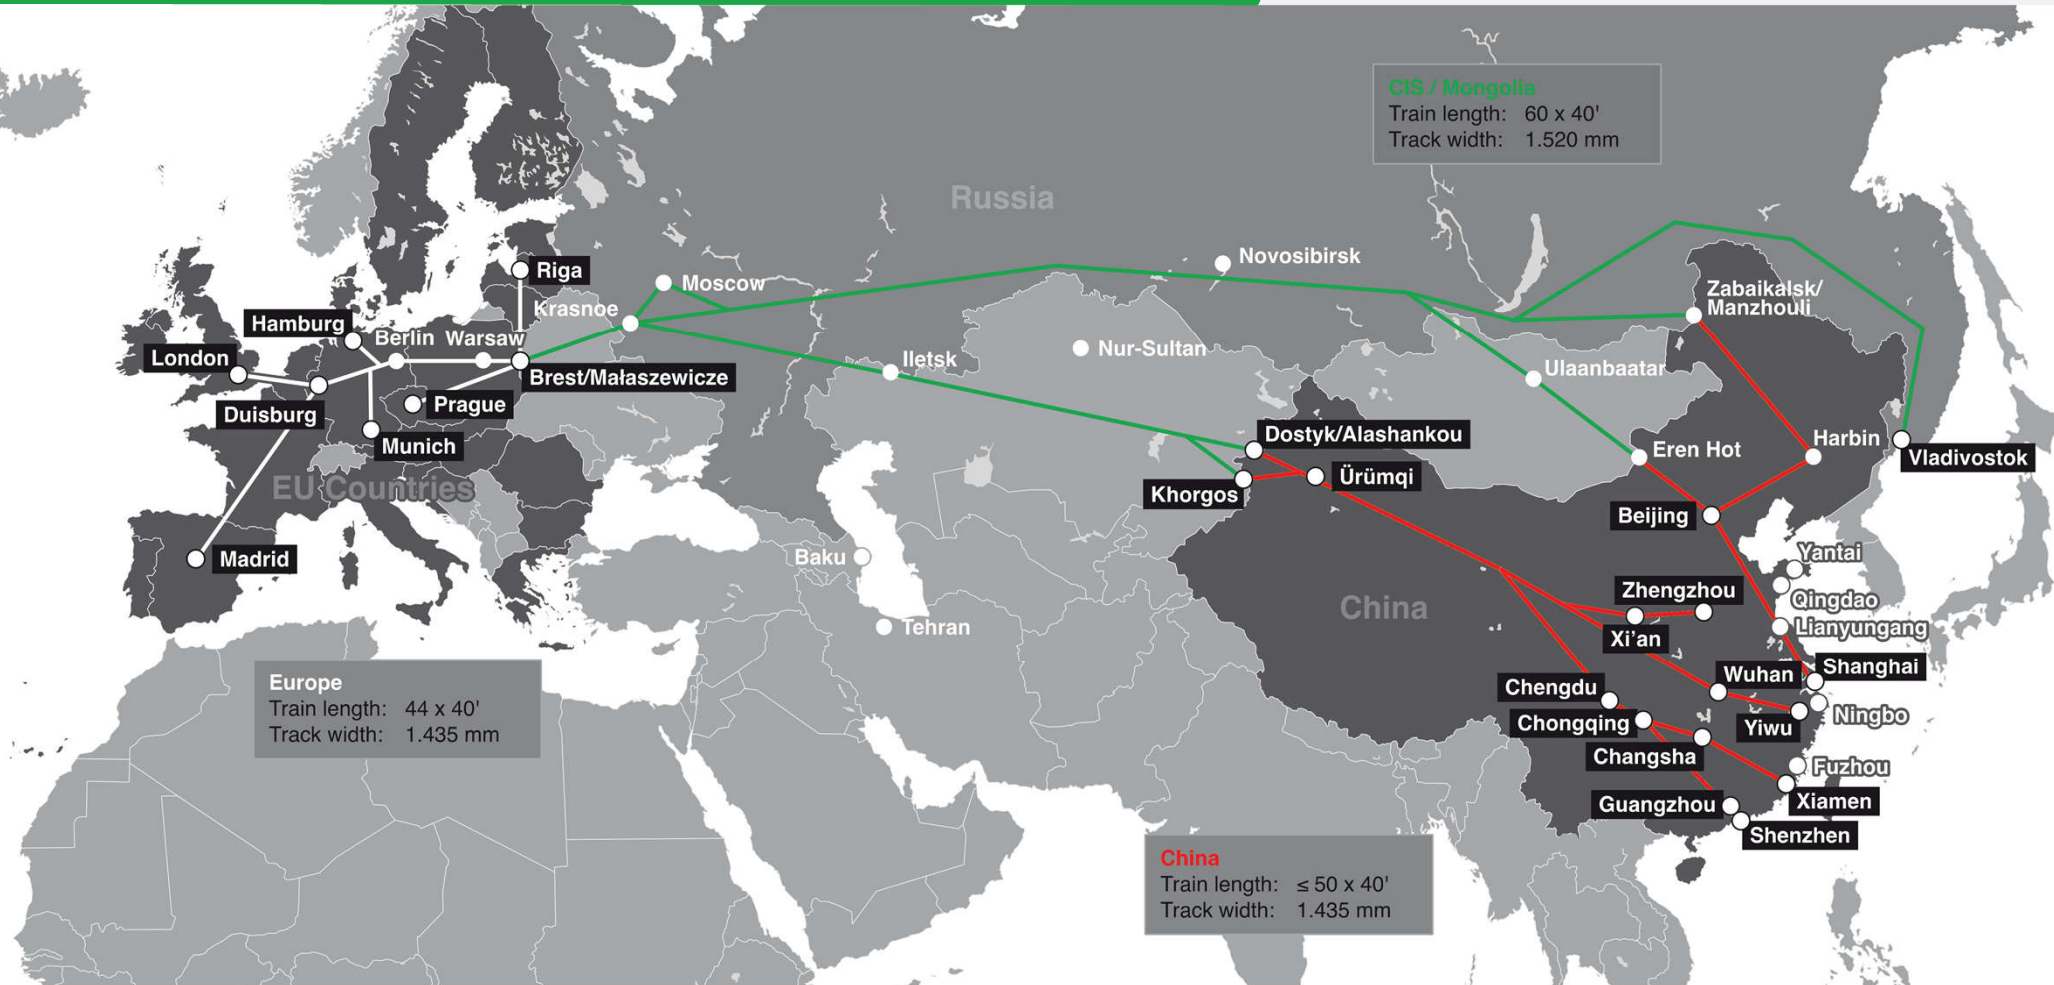 CIS / Mongolia
Train length: 60 x 40'
Track width: 1.520 mm
Russia
Novosibirsk
Riga
Moscow
Krasnoe
Zabaikalsk/
Manzhouli
Hamburg
Berlin
Warsaw
London
Iletsk
Nur-Sultan
Ulaanbaatar
Brest/Małaszewicze
Duisburg
Prague
Munich
Dostyk/Alashankou
Eren Hot
Harbin
Vladivostok
EU Countries
Khorgos
Ürümqi
Beijing
Madrid
Baku
Yantai
Zhengzhou
Qingdao
China
Tehran
Xi'an
Lianyungang
Shanghai
Wuhan
Chengdu
Chongqing
Yiwu
Ningbo
Changsha
Fuzhou
Guangzhou
Xiamen
Shenzhen
Europe
Train length: 44 x 40'
Track width: 1.435 mm
China
Train length: ≤ 50 x 40'
Track width: 1.435 mm